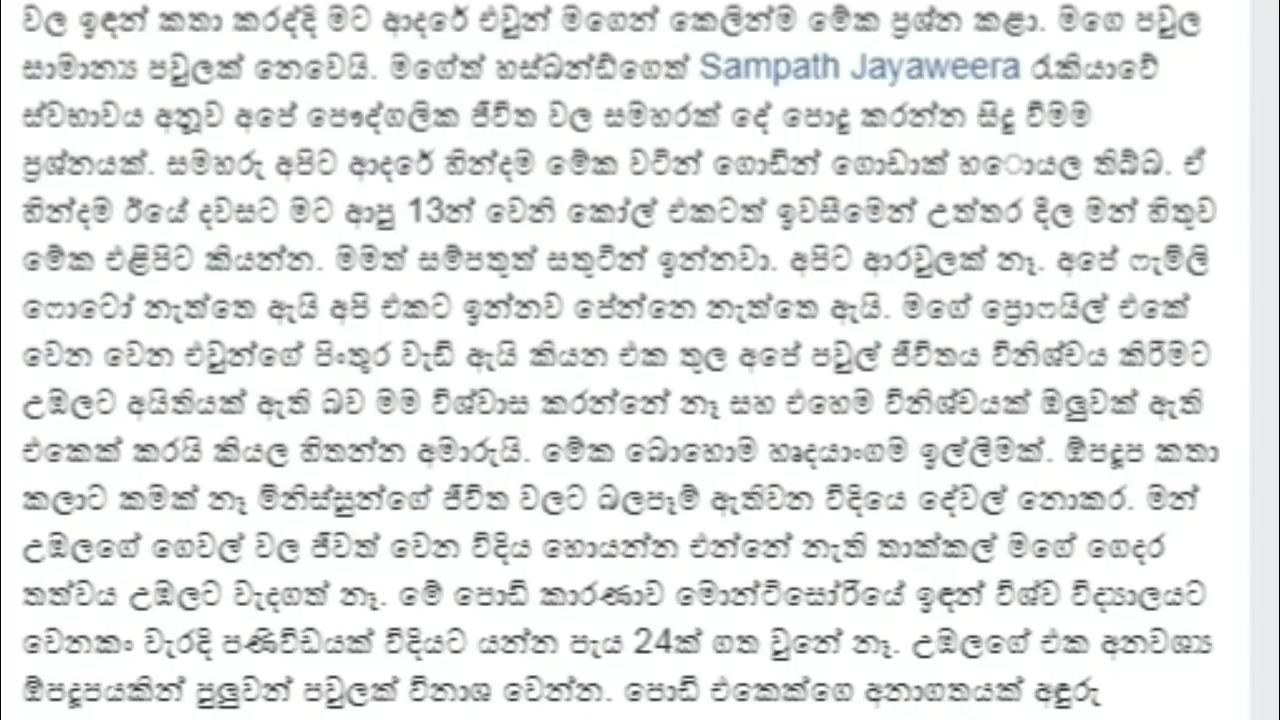 වල ඉඳන් කතා කරද්දි මට ආදරේ එවුන් මගෙන් කෙලින්ම මේක ප්‍රශ්න කළා. මගෙ පවුල
සාමාන්‍ය පවුලක් නෙවෙයි. මගේත් හස්බන්ඩ්ගෙත් Sampath Jayaweera රැකියාවේ
ස්වභාවය අනුව අපේ පෞද්ගලික ජීවිත වල සමහරක් දේ පොදු කරන්න සිදු වීමම
ප්‍රශ්නයක්. සමහරු අපිට ආදරේ හින්දම මේක වටින් ගොඩින් ගොඩාක් හොයල තිබ්බ. ඒ
හින්දම ඊයේ දවසට මට ආපු 13න් වෙනි කෝල් එකටත් ඉවසීමෙන් උත්තර දීල මන් හිතුව
මේක එළිපිට කියන්න. මමත් සම්පතුත් සතුටින් ඉන්නවා. අපිට ආරවුලක් නෑ. අපේ ෆැම්ලි
ෆොටෝ නැත්තෙ ඇයි අපි එකට ඉන්නව පේන්නෙ නැත්තෙ ඇයි. මගේ ප්‍රොෆයිල් එකේ
වෙන වෙන එවුන්ගේ පිංතුර වැඩි ඇයි කියන එක තුල අපේ පවුල් ජීවිතය විනිශ්චය කිරීමට
උඹලට අයිතියක් ඇති බව මම විශ්වාස කරන්නේ නෑ සහ එහෙම විනිශ්චයක් ඔලුවක් ඇති
එකෙක් කරයි කියල හිතන්න අමාරුයි. මේක බොහොම හෘදයාංගම ඉල්ලීමක්. ඕපදූප කතා
කලාට කමක් නෑ මිනිස්සුන්ගේ ජීවිත වලට බලපෑම් ඇතිවන විදියෙ දේවල් නොකර. මන්
උඹලගේ ගෙවල් වල ජීවත් වෙන විදිය හොයන්න එන්නේ නැති තාක්කල් මගේ ගෙදර
තත්වය උඹලට වැදගත් නෑ. මේ පොඩි කාරණාව මොන්ටිසෝරියේ ඉඳන් විශ්ව විද්‍යාලයට
වෙනකං වැරදි පණිවිඩයක් විදියට යන්න පැය 24ක් ගත වුනේ නෑ. උඹලගේ එක අනවශ්‍ය
ඕපදූපයකින් පුලුවන් පවුලක් විනාශ වෙන්න. පොඩි එකෙක්ගෙ අනාගතයක් අඳුරු